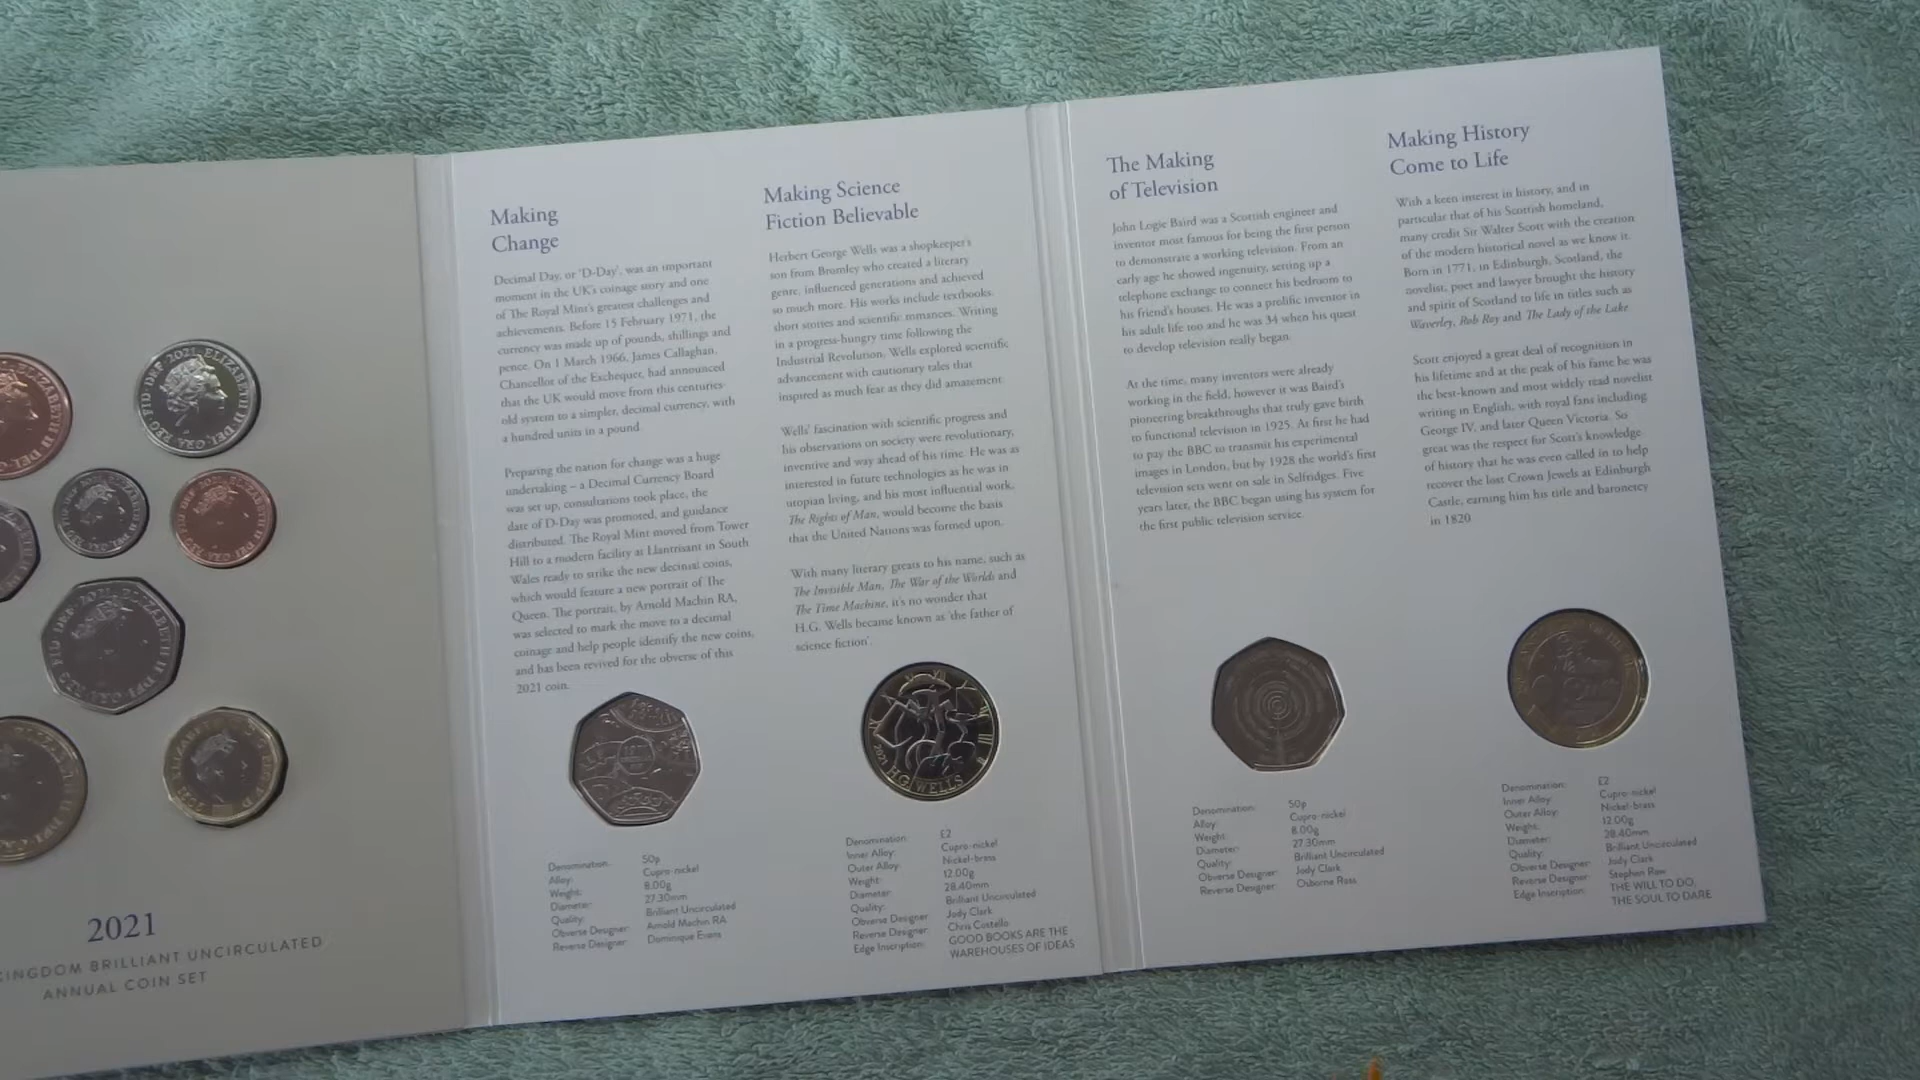 2021
KINGDOM BRILLIANT UNCIRCULATED
ANNUAL COIN SET
Making
Change
Decimal Day, or 'D-Day', was an important
moment in the UK's coinage story and one
of The Royal Mint's greatest challenges and
achievements. Before 15 February 1971, the
currency was made up of pounds, shillings and
pence. On 1 March 1966, James Callaghan,
Chancellor of the Exchequer, had announced
that the UK would move from this centuries-
old system to a simpler, decimal currency, with
a hundred units in a pound.
Preparing the nation for change was a huge
undertaking – a Decimal Currency Board
was set up, consultations took place, the
date of D-Day was promoted, and guidance
distributed. The Royal Mint moved from Tower
Hill to a modern facility at Llantrisant in South
Wales ready to strike the new decimal coins,
which would feature a new portrait of The
Queen. The portrait, by Arnold Machin RA,
was selected to mark the move to a decimal
coinage and help people identify the new coins,
and has been revived for the obverse of this
2021 coin.
Denomination: 50p
Alloy: Cupro-nickel
Weight: 8.00g
Diameter: 27.30mm
Quality: Brilliant Uncirculated
Obverse Designer: Arnold Machin RA
Reverse Designer: Dominique Evans
Making Science
Fiction Believable
Herbert George Wells was a shopkeeper's
son from Bromley who created a literary
genre, influenced generations and achieved
so much more. His works include textbooks,
short stories and scientific romances. Writing
in a progress-hungry time following the
Industrial Revolution, Wells explored scientific
advancement with cautionary tales that
inspired as much fear as they did amazement.
Wells' fascination with scientific progress and
his observations on society were revolutionary,
inventive and way ahead of his time. He was as
interested in future technologies as he was in
utopian living, and his most influential work,
The Rights of Man, would become the basis
that the United Nations was formed upon.
With many literary greats to his name, such as
The Invisible Man, The War of the Worlds and
The Time Machine, it's no wonder that
H.G. Wells became known as 'the father of
science fiction'.
2021 H.G. WELLS
Denomination: £2
Inner Alloy: Cupro-nickel
Outer Alloy: Nickel-brass
Weight: 12.00g
Diameter: 28.40mm
Quality: Brilliant Uncirculated
Obverse Designer: Jody Clark
Reverse Designer: Chris Costello
Edge Inscription: GOOD BOOKS ARE THE
WAREHOUSES OF IDEAS
The Making
of Television
John Logie Baird was a Scottish engineer and
inventor most famous for being the first person
to demonstrate a working television. From an
early age he showed ingenuity, setting up a
telephone exchange to connect his bedroom to
his friend's houses. He was a prolific inventor in
his adult life too and he was 34 when his quest
to develop television really began.
At the time, many inventors were already
working in the field, however it was Baird's
pioneering breakthroughs that truly gave birth
to functional television in 1925. At first he had
to pay the BBC to transmit his experimental
images in London, but by 1928 the world's first
television sets went on sale in Selfridges. Five
years later, the BBC began using his system for
the first public television service.
Denomination: 50p
Alloy: Cupro-nickel
Weight: 8.00g
Diameter: 27.30mm
Quality: Brilliant Uncirculated
Obverse Designer: Jody Clark
Reverse Designer: Osborne Ross
Making History
Come to Life
With a keen interest in history, and in
particular that of his Scottish homeland,
many credit Sir Walter Scott with the creation
of the modern historical novel as we know it.
Born in 1771, in Edinburgh, Scotland, the
novelist, poet and lawyer brought the history
and spirit of Scotland to life in titles such as
Waverley, Rob Roy and The Lady of the Lake.
Scott enjoyed a great deal of recognition in
his lifetime and at the peak of his fame he was
the best-known and most widely read novelist
writing in English, with royal fans including
George IV, and later Queen Victoria. So
great was the respect for Scott's knowledge
of history that he was even called in to help
recover the lost Crown Jewels at Edinburgh
Castle, earning him his title and baronetcy
in 1820.
Denomination: £2
Inner Alloy: Cupro-nickel
Outer Alloy: Nickel-brass
Weight: 12.00g
Diameter: 28.40mm
Quality: Brilliant Uncirculated
Obverse Designer: Jody Clark
Reverse Designer: Stephen Raw
Edge Inscription: THE WILL TO DO,
THE SOUL TO DARE